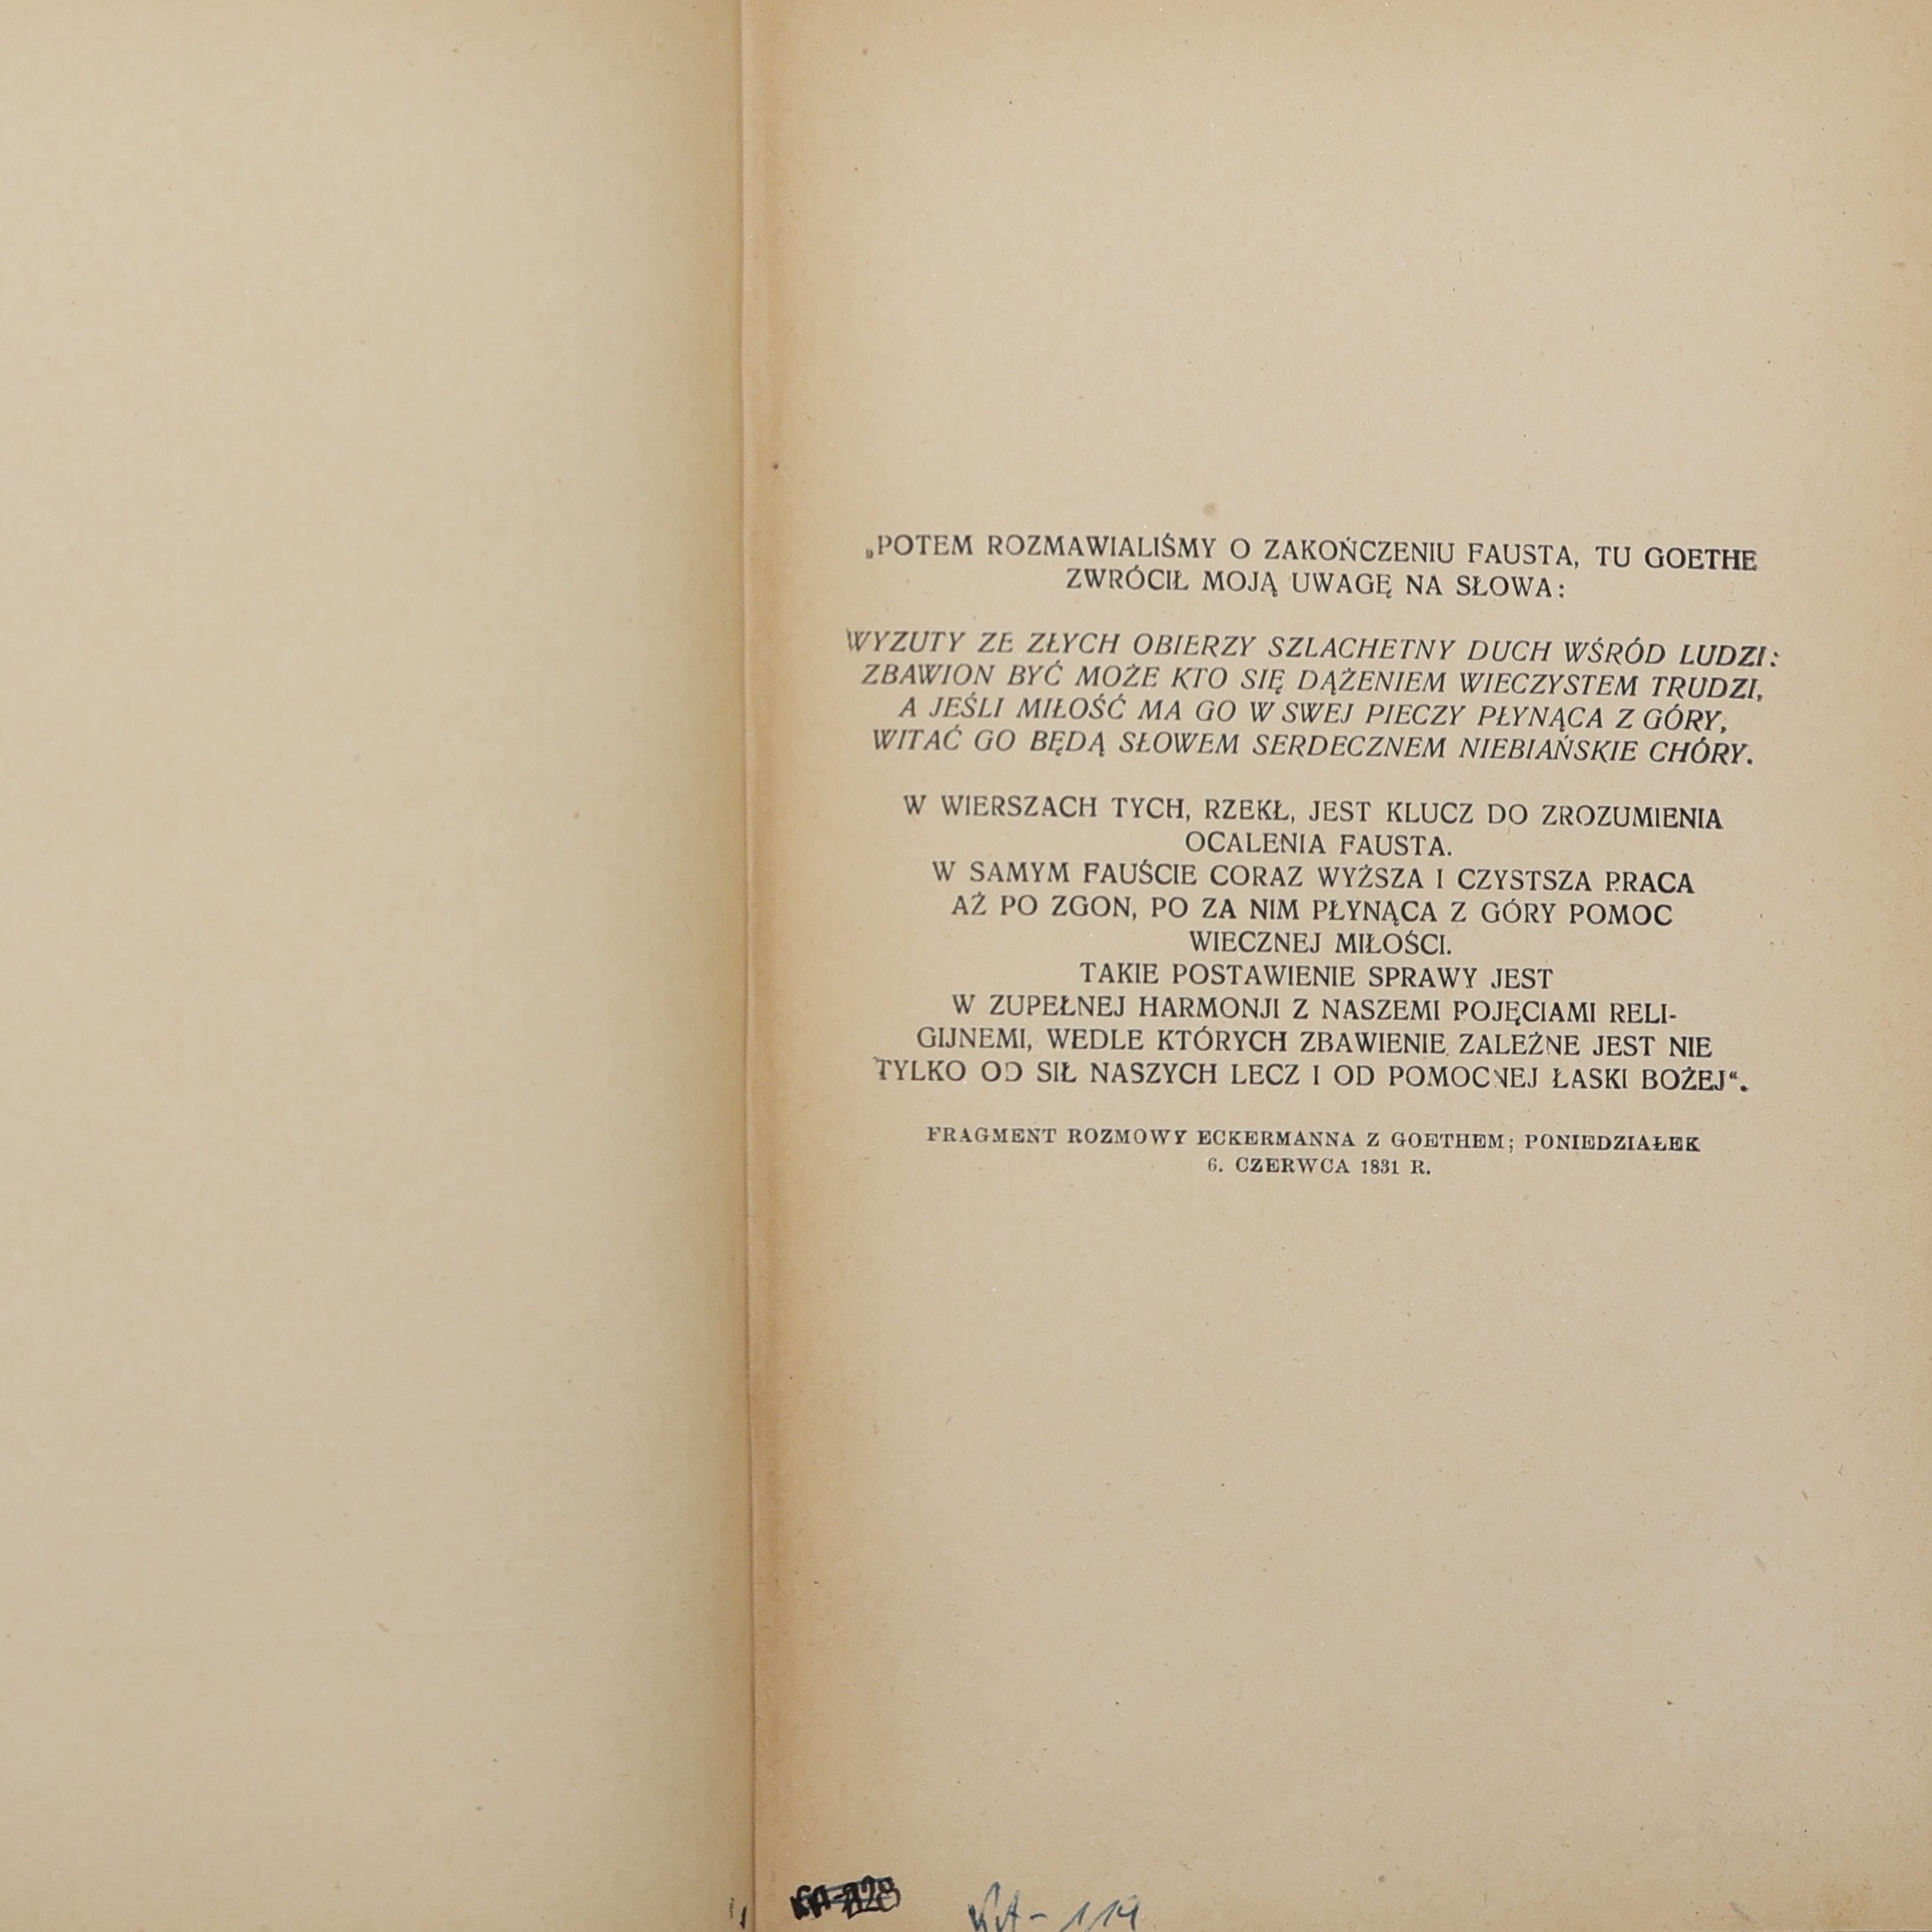 „POTEM ROZMAWIALIŚMY O ZAKOŃCZENIU FAUSTA, TU GOETHE
ZWRÓCIŁ MOJĄ UWAGĘ NA SŁOWA:
WYZUTY ZE ZŁYCH OBIERZY SZLACHETNY DUCH WŚRÓD LUDZI:
ZBAWION BYĆ MOŻE KTO SIĘ DĄŻENIEM WIECZYSTEM TRUDZI,
A JEŚLI MIŁOŚĆ MA GO W SWEJ PIECZY PŁYNĄCA Z GÓRY,
WITAĆ GO BĘDĄ SŁOWEM SERDECZNEM NIEBIAŃSKIE CHÓRY.
W WIERSZACH TYCH, RZEKŁ, JEST KLUCZ DO ZROZUMIENIA
OCALENIA FAUSTA.
W SAMYM FAUŚCIE CORAZ WYŻSZA I CZYSTSZA PRACA
AŻ PO ZGON, PO ZA NIM PŁYNĄCA Z GÓRY POMOC
WIECZNEJ MIŁOŚCI.
TAKIE POSTAWIENIE SPRAWY JEST
W ZUPEŁNEJ HARMONJI Z NASZEMI POJĘCIAMI RELI-
GIJNEMI, WEDLE KTÓRYCH ZBAWIENIE ZALEŻNE JEST NIE
TYLKO OD SIŁ NASZYCH LECZ I OD POMOCNEJ ŁASKI BOŻEJ“.
FRAGMENT ROZMOWY ECKERMANNA Z GOETHEM; PONIEDZIAŁEK
6. CZERWCA 1831 R.